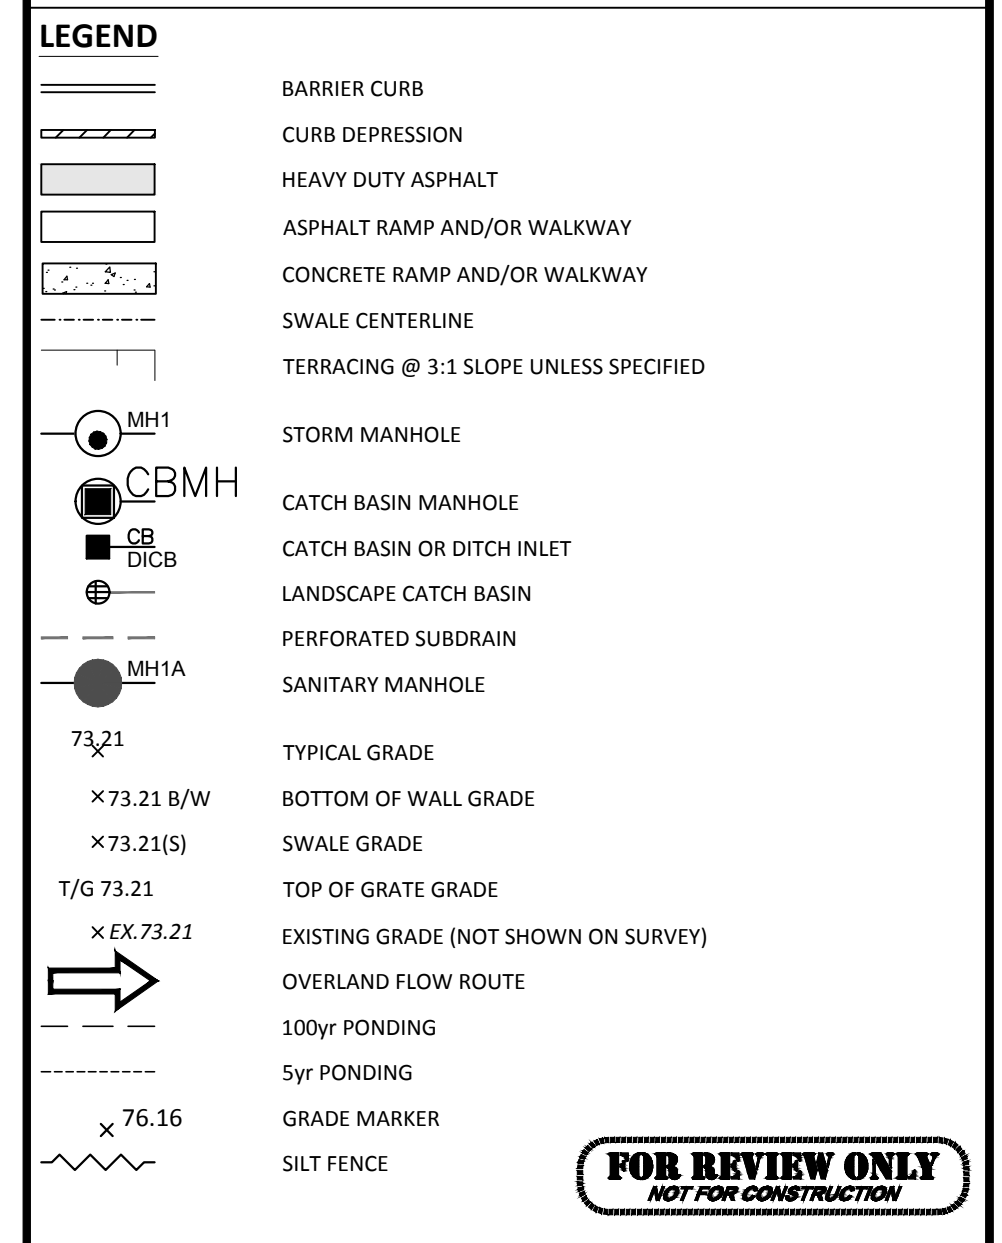 LEGEND
BARRIER CURB
CURB DEPRESSION
HEAVY DUTY ASPHALT
ASPHALT RAMP AND/OR WALKWAY
CONCRETE RAMP AND/OR WALKWAY
SWALE CENTERLINE
TERRACING @ 3:1 SLOPE UNLESS SPECIFIED
MH1 STORM MANHOLE
CBMH CATCH BASIN MANHOLE
CB
DICB CATCH BASIN OR DITCH INLET
LANDSCAPE CATCH BASIN
PERFORATED SUBDRAIN
MH1A SANITARY MANHOLE
73.21 TYPICAL GRADE
×73.21 B/W BOTTOM OF WALL GRADE
×73.21(S) SWALE GRADE
T/G 73.21 TOP OF GRATE GRADE
×EX.73.21 EXISTING GRADE (NOT SHOWN ON SURVEY)
OVERLAND FLOW ROUTE
100yr PONDING
5yr PONDING
× 76.16 GRADE MARKER
SILT FENCE
FOR REVIEW ONLY
NOT FOR CONSTRUCTION